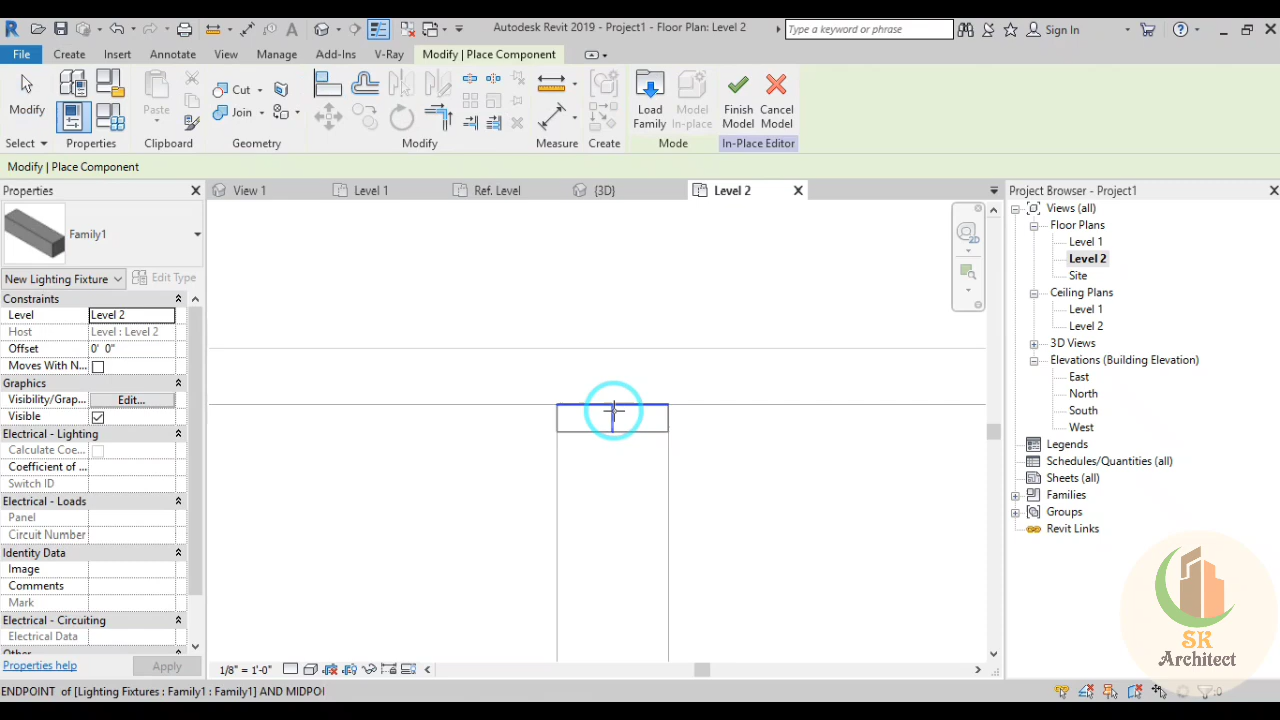 Autodesk Revit 2019 - Project1 - Floor Plan: Level 2
Type a keyword or phrase
Sign In
File Create Insert Annotate View Manage Add-Ins V-Ray Modify | Place Component
Modify
Paste
Cut
Join
Load Family
Model In-place
Finish Model
Cancel Model
Select Properties Clipboard Geometry Modify Measure Create Mode In-Place Editor
Modify | Place Component
Properties
View 1 Level 1 Ref. Level {3D} Level 2
Project Browser - Project1
Family1
New Lighting Fixture Edit Type
Constraints
Level Level 2
Host Level : Level 2
Offset 0' 0"
Moves With N...
Graphics
Visibility/Grap... Edit...
Visible
Electrical - Lighting
Calculate Coe...
Coefficient of ...
Switch ID
Electrical - Loads
Panel
Circuit Number
Identity Data
Image
Comments
Mark
Electrical - Circuiting
Electrical Data
Other
Properties help Apply
2D
Views (all)
Floor Plans
Level 1
Level 2
Site
Ceiling Plans
Level 1
Level 2
3D Views
Elevations (Building Elevation)
East
North
South
West
Legends
Schedules/Quantities (all)
Sheets (all)
Families
Groups
Revit Links
SK
Architect
1/8" = 1'-0"
ENDPOINT of [Lighting Fixtures : Family1 : Family1] AND MIDPOI
:0